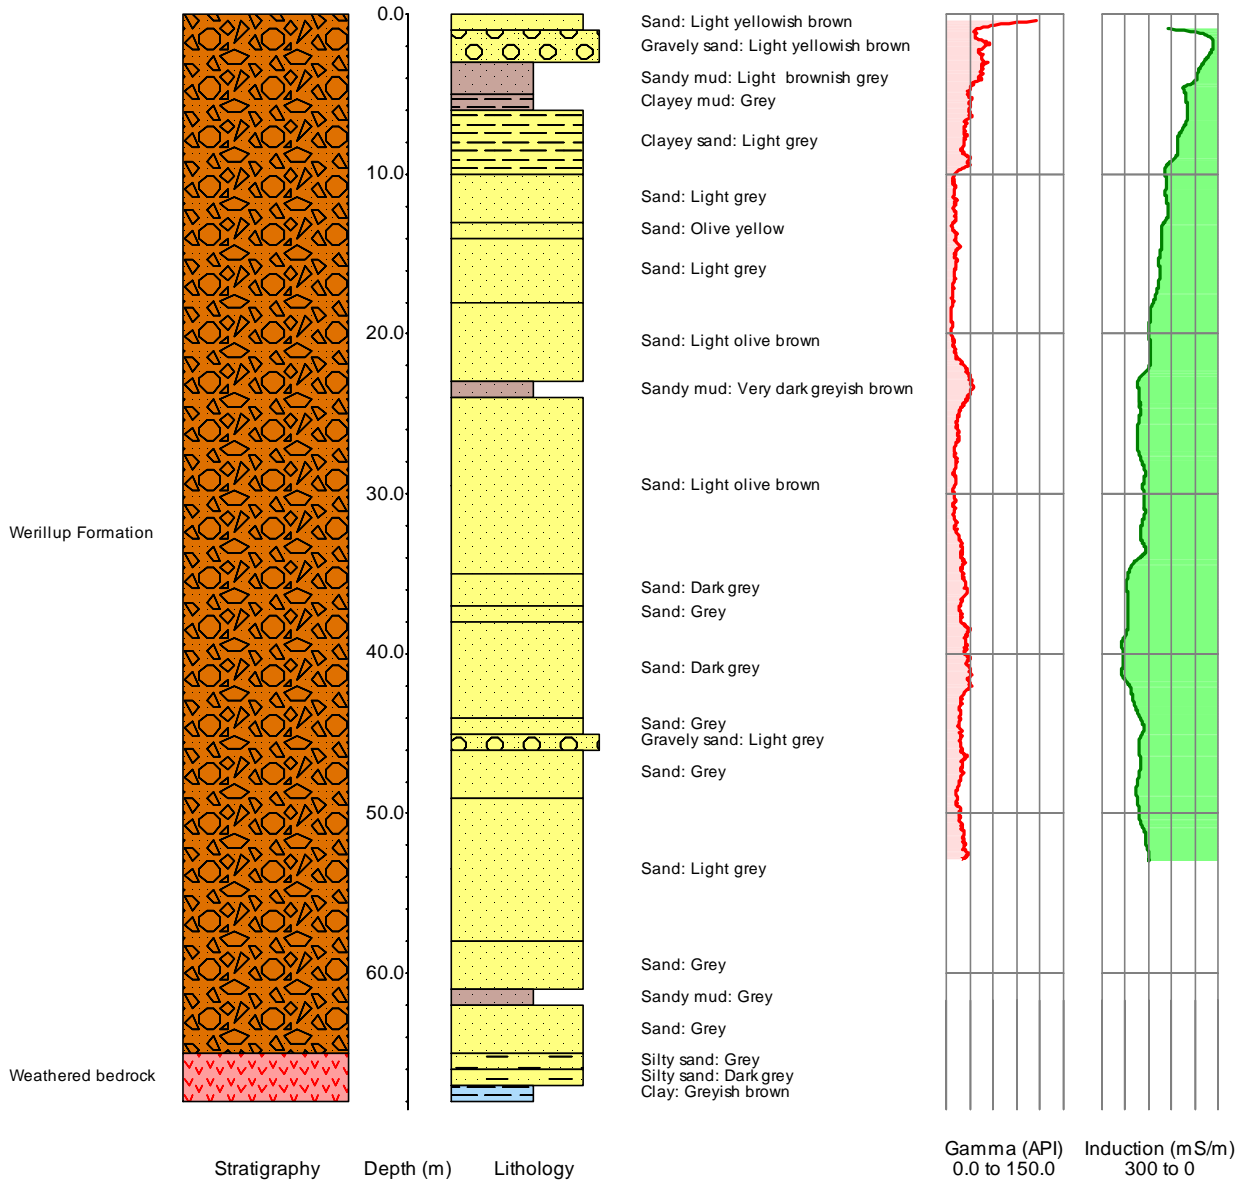 0.0
Sand: Light yellowish brown
Gravely sand: Light yellowish brown
Sandy mud: Light brownish grey
Clayey mud: Grey
Clayey sand: Light grey
10.0
Sand: Light grey
Sand: Olive yellow
Sand: Light grey
20.0
Sand: Light olive brown
Sandy mud: Very dark greyish brown
Sand: Light olive brown
30.0
Werillup Formation
Sand: Dark grey
Sand: Grey
40.0
Sand: Dark grey
Sand: Grey
Gravely sand: Light grey
Sand: Grey
50.0
Sand: Light grey
60.0
Sand: Grey
Sandy mud: Grey
Sand: Grey
Silty sand: Grey
Weathered bedrock
Silty sand: Dark grey
Clay: Greyish brown
Stratigraphy
Depth (m)
Lithology
Gamma (API)
0.0 to 150.0
Induction (mS/m)
300 to 0